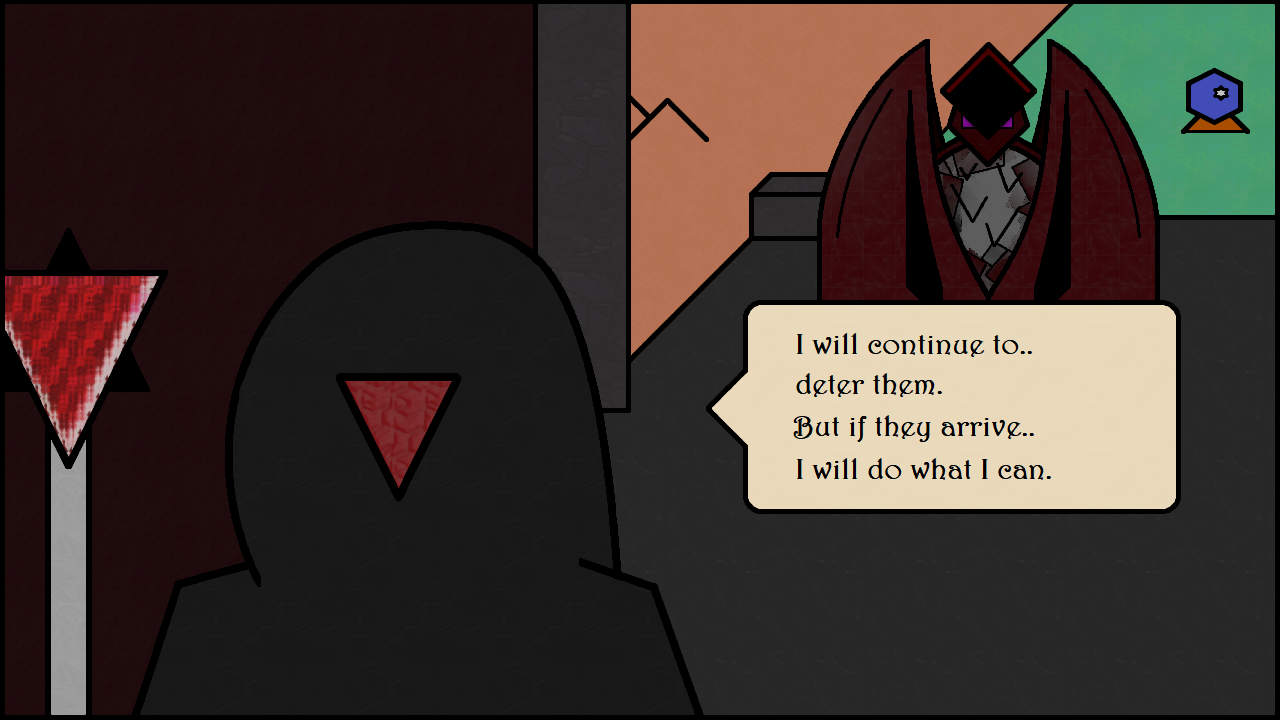 I will continue to..
deter them.
But if they arrive..
I will do what I can.